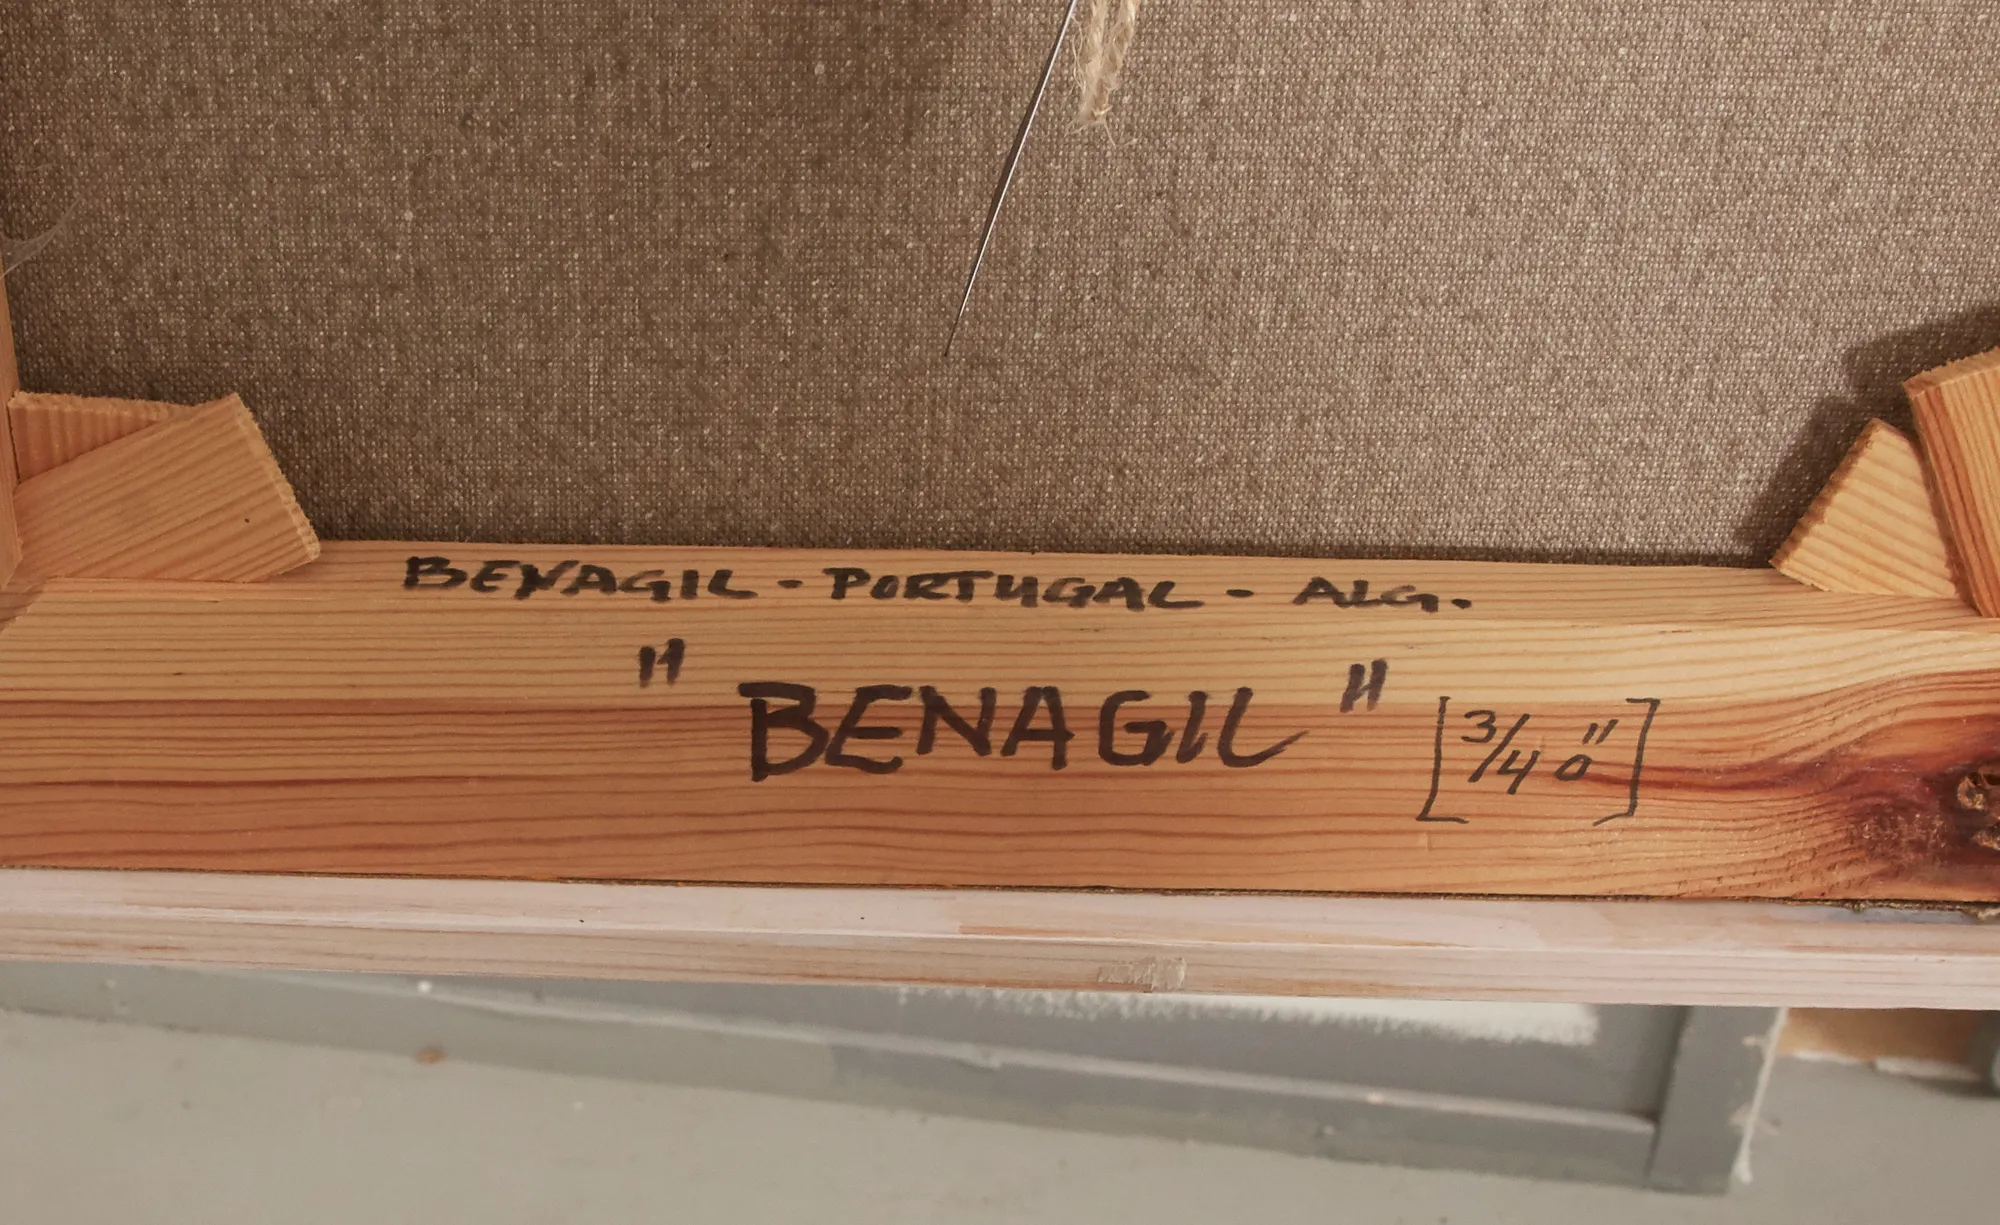 BENAGIL - PORTUGAL - ALG.
"BENAGIL" [3/40"]